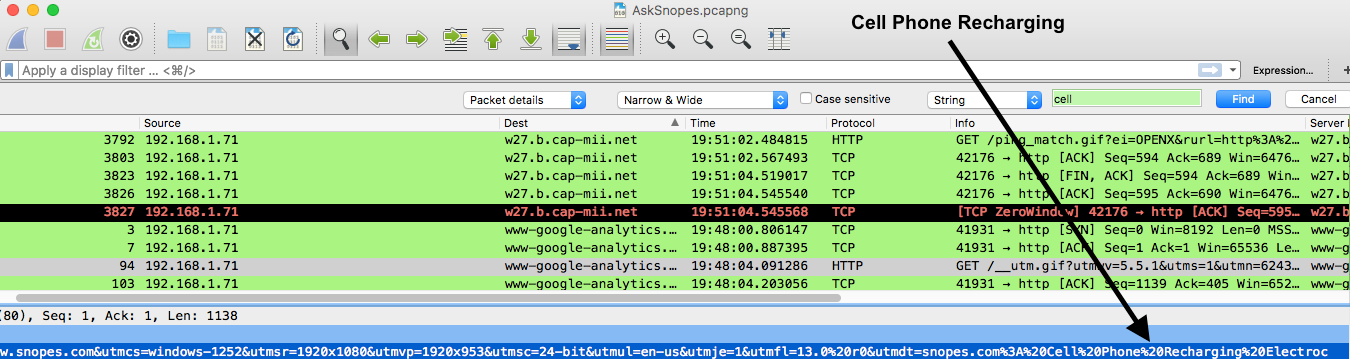 AskSnopes.pcapng
Cell Phone Recharging
Apply a display filter ... <⌘/>
Expression...
+
Packet details Narrow & Wide Case sensitive String cell Find Cancel
Source Dest Time Protocol Info Server
3792 192.168.1.71 w27.b.cap-mii.net 19:51:02.484815 HTTP GET /ping_match.gif?ei=OPENX&rurl=http%3A%2… w27.b
3803 192.168.1.71 w27.b.cap-mii.net 19:51:02.567493 TCP 42176 → http [ACK] Seq=594 Ack=689 Win=6476… w27.b
3823 192.168.1.71 w27.b.cap-mii.net 19:51:04.519017 TCP 42176 → http [FIN, ACK] Seq=594 Ack=689 Win… w27.b
3826 192.168.1.71 w27.b.cap-mii.net 19:51:04.545540 TCP 42176 → http [ACK] Seq=595 Ack=690 Win=6476… w27.b
3827 192.168.1.71 w27.b.cap-mii.net 19:51:04.545568 TCP [TCP ZeroWindow] 42176 → http [ACK] Seq=595… w27.b
3 192.168.1.71 www-google-analytics.… 19:48:00.806147 TCP 41931 → http [SYN] Seq=0 Win=8192 Len=0 MSS… www-g
7 192.168.1.71 www-google-analytics.… 19:48:00.887395 TCP 41931 → http [ACK] Seq=1 Ack=1 Win=65536 Len… www-g
94 192.168.1.71 www-google-analytics.… 19:48:04.091286 HTTP GET /__utm.gif?utmwv=5.5.1&utms=1&utmn=6243… www-g
103 192.168.1.71 www-google-analytics.… 19:48:04.203056 TCP 41931 → http [ACK] Seq=1139 Ack=405 Win=652… www-g
(80), Seq: 1, Ack: 1, Len: 1138
w.snopes.com&utmcs=windows-1252&utmsr=1920x1080&utmvp=1920x953&utmsc=24-bit&utmul=en-us&utmje=1&utmfl=13.0%20r0&utmdt=snopes.com%3A%20Cell%20Phone%20Recharging%20Electroc